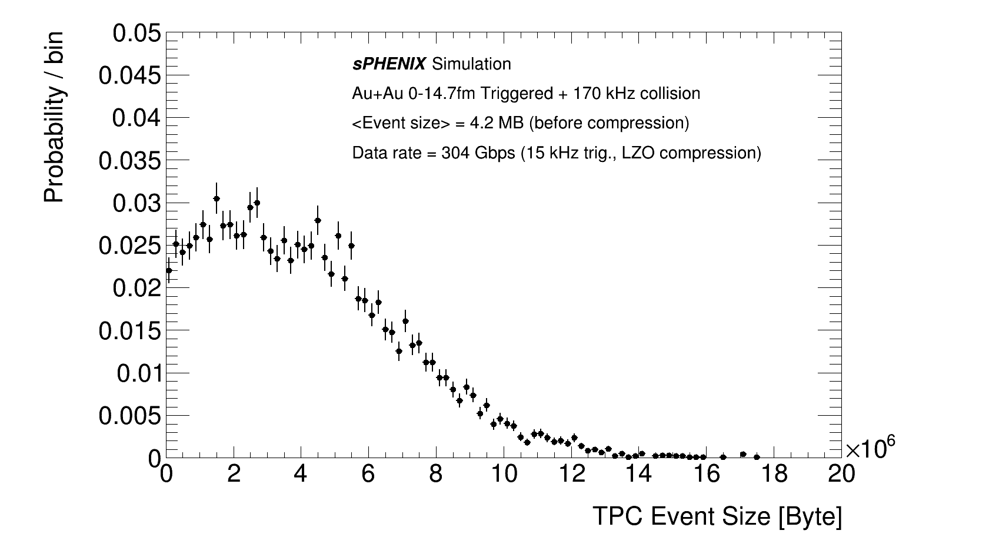 0.05
0.045
0.04
0.035
0.03
0.025
0.02
0.015
0.01
0.005
0
Probability / bin
sPHENIX Simulation
Au+Au 0-14.7fm Triggered + 170 kHz collision
<Event size> = 4.2 MB (before compression)
Data rate = 304 Gbps (15 kHz trig., LZO compression)
0 2 4 6 8 10 12 14 16 18 20
×10⁶
TPC Event Size [Byte]